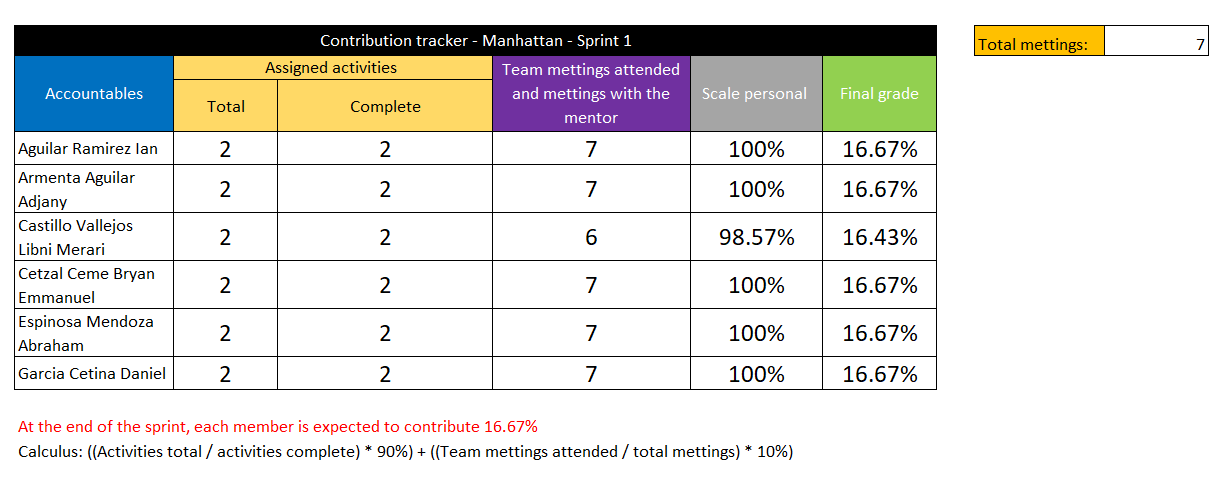 Contribution tracker - Manhattan - Sprint 1
Total mettings: 7
Accountables
Assigned activities
Total
Complete
Team mettings attended
and mettings with the
mentor
Scale personal
Final grade
Aguilar Ramirez Ian 2 2 7 100% 16.67%
Armenta Aguilar
Adjany
2 2 7 100% 16.67%
Castillo Vallejos
Libni Merari
2 2 6 98.57% 16.43%
Cetzal Ceme Bryan
Emmanuel
2 2 7 100% 16.67%
Espinosa Mendoza
Abraham
2 2 7 100% 16.67%
Garcia Cetina Daniel 2 2 7 100% 16.67%
At the end of the sprint, each member is expected to contribute 16.67%
Calculus: ((Activities total / activities complete) * 90%) + ((Team mettings attended / total mettings) * 10%)